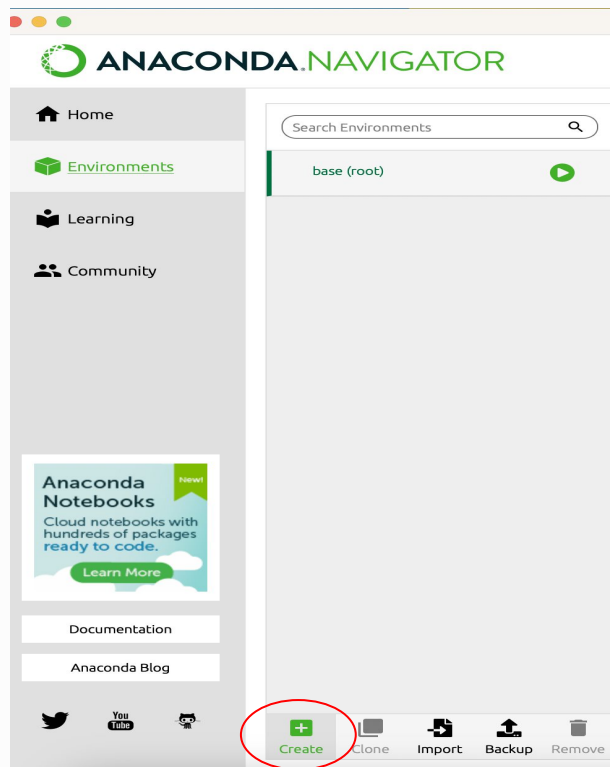 ANACONDA.NAVIGATOR
Home
Environments
Learning
Community
Search Environments
base (root)
Anaconda
Notebooks
New!
Cloud notebooks with
hundreds of packages
ready to code.
Learn More
Documentation
Anaconda Blog
You
Tube
Create
Clone
Import
Backup
Remove